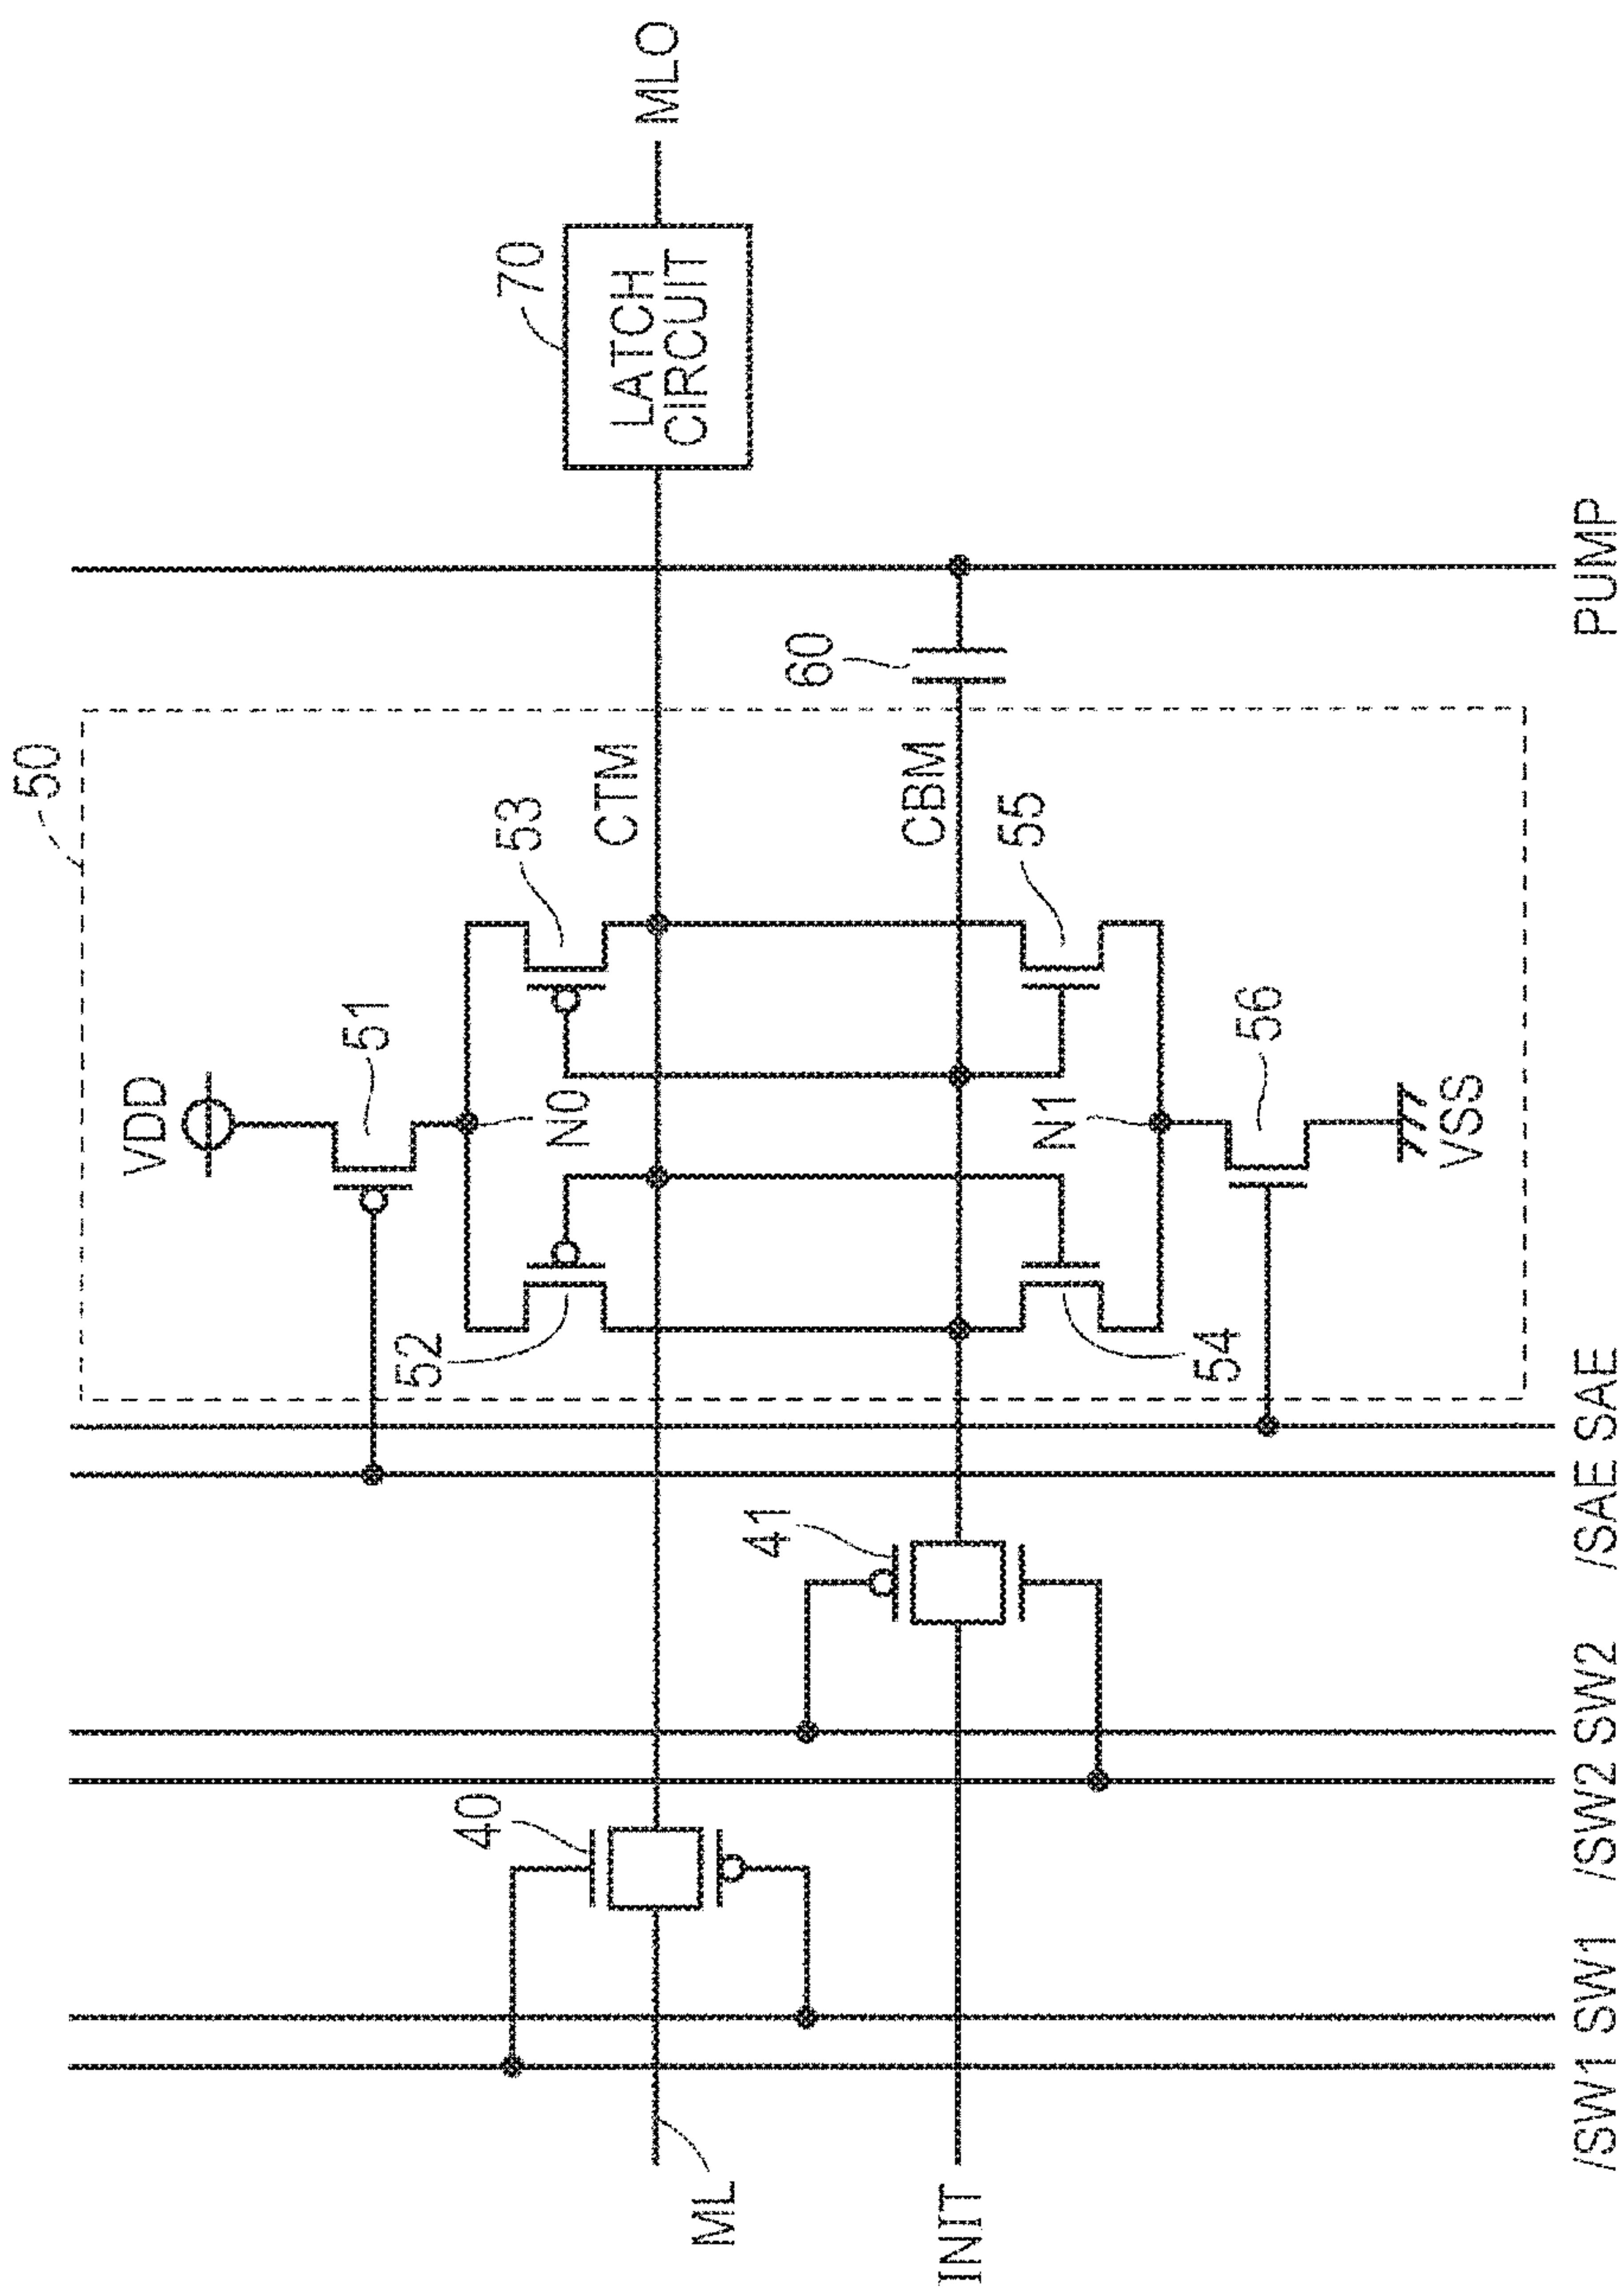 50
VDD
51
N0
52
53
CTM
CBM
54
55
N1
56
VSS
40
41
60
70
LATCH
CIRCUIT
MLO
ML
INIT
/SW1 SW1 /SW2 SW2 /SAE SAE PUMP